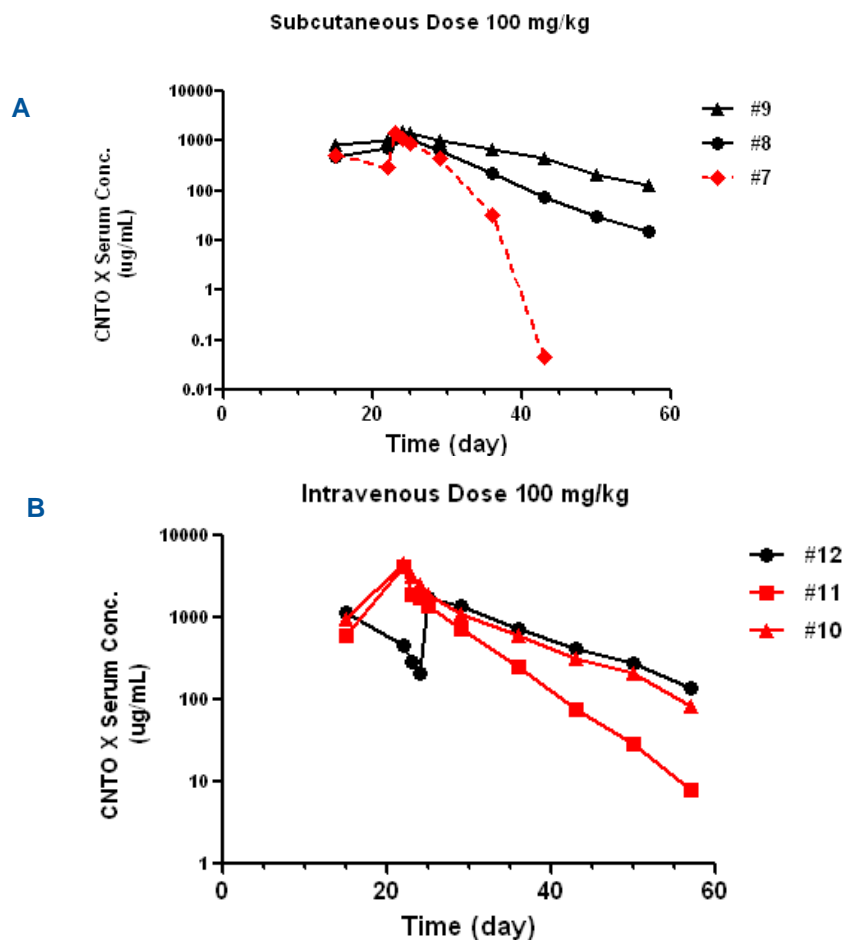 Subcutaneous Dose 100 mg/kg
A
10000
1000
100
10
1
0.1
0.01
CNTO X Serum Conc.
(ug/mL)
0
20
40
60
Time (day)
#9
#8
#7
B
Intravenous Dose 100 mg/kg
10000
1000
100
10
1
CNTO X Serum Conc.
(ug/mL)
0
20
40
60
Time (day)
#12
#11
#10